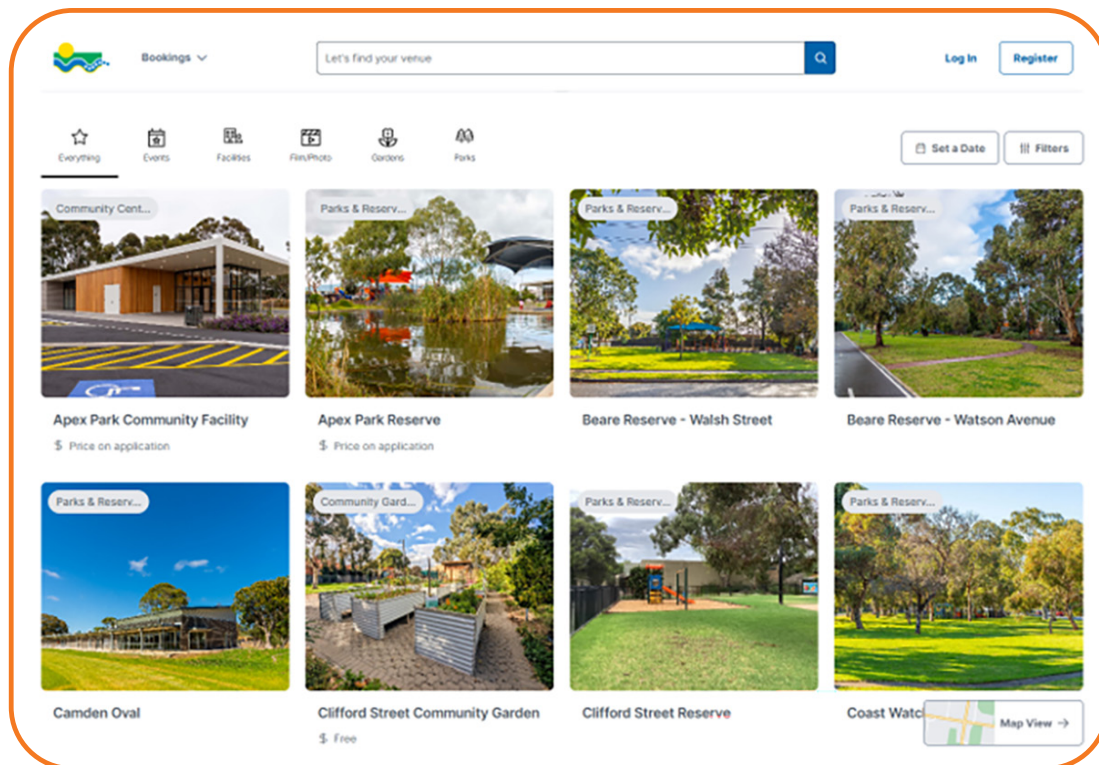 Bookings
Let's find your venue
Log In
Register
Everything
Events
Facilities
Film/Photo
Gardens
Parks
Set a Date
Filters
Community Cent...
Parks & Reserv...
Parks & Reserv...
Parks & Reserv...
Apex Park Community Facility
Apex Park Reserve
Beare Reserve - Walsh Street
Beare Reserve - Watson Avenue
$ Price on application
$ Price on application
Parks & Reserv...
Community Gard...
Parks & Reserv...
Parks & Reserv...
Camden Oval
Clifford Street Community Garden
Clifford Street Reserve
Coast Watc
Map View →
$ Free